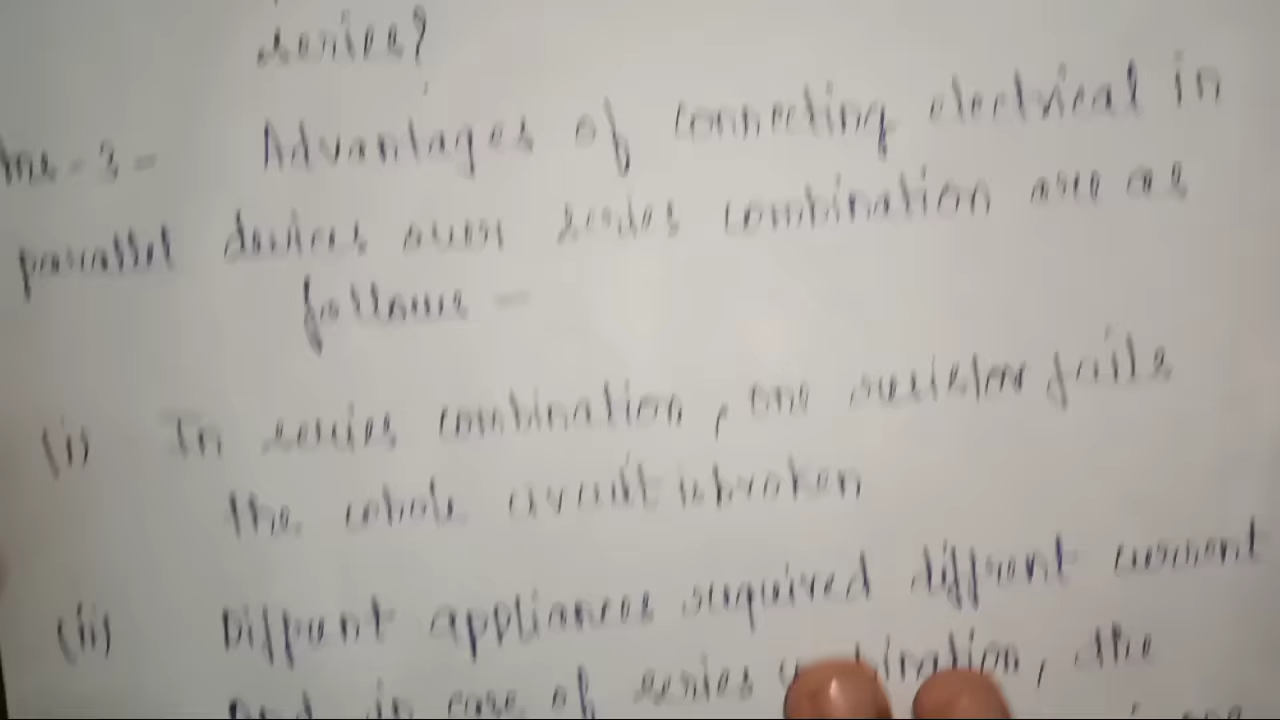 series?
Ans-3- Advantages of connecting electrical in
parallel devices over series combination are as
follows -
(i) In series combination, one resistor fails
the whole circuit is broken
(ii) Diffrent appliances required diffrent current
and in case of series combination, the